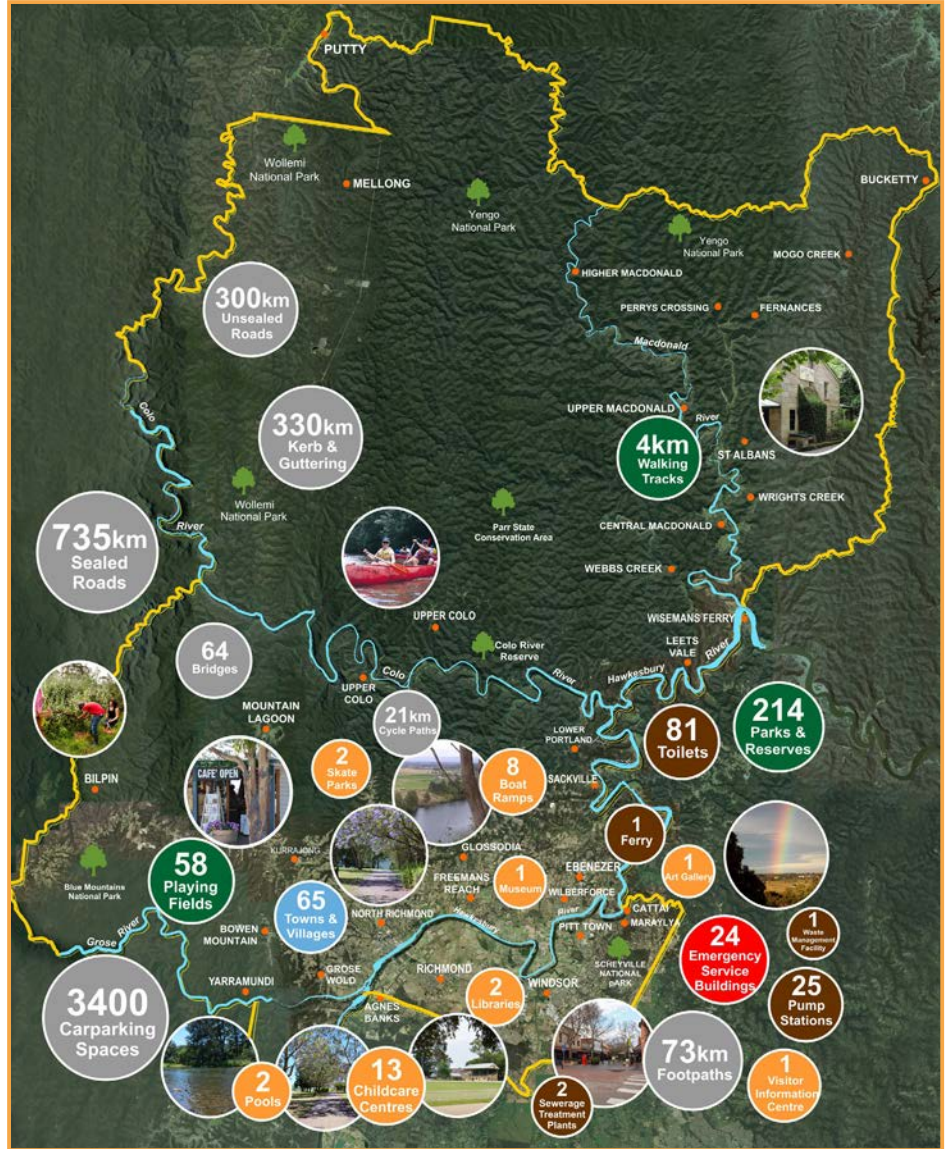 PUTTY
Wollemi
National Park
MELLONG
Yengo
National Park
BUCKETTY
Yengo
National Park
MOGO CREEK
HIGHER MACDONALD
300km
Unsealed
Roads
PERRYS CROSSING
FERNANCES
Macdonald
Colo
UPPER MACDONALD
River
330km
Kerb &
Guttering
4km
Walking
Tracks
ST ALBANS
Wollemi
National Park
WRIGHTS CREEK
Parr State
Conservation Area
CENTRAL MACDONALD
River
735km
Sealed
Roads
WEBBS CREEK
UPPER COLO
WISEMANS FERRY
64
Bridges
Colo River
Reserve
LEETS
VALE
River
Hawkesbury
UPPER
COLO
Colo
River
MOUNTAIN
LAGOON
21km
Cycle Paths
LOWER
PORTLAND
81
Toilets
214
Parks &
Reserves
2
Skate
Parks
8
Boat
Ramps
SACKVILLE
BILPIN
CAFE' OPEN
1
Ferry
KURRAJONG
GLOSSODIA
Blue Mountains
National Park
58
Playing
Fields
FREEMANS
REACH
1
Museum
EBENEZER
1
Art Gallery
WILBERFORCE
65
Towns &
Villages
NORTH RICHMOND
Hawkesbury
River
CATTAI
MARAYLYA
PITT TOWN
1
Waste
Management
Facility
Grose
River
BOWEN
MOUNTAIN
24
Emergency
Service
Buildings
SCHEYVILLE
NATIONAL
pARK
YARRAMUNDI
GROSE
WOLD
RICHMOND
WINDSOR
2
Libraries
25
Pump
Stations
AGNES
BANKS
3400
Carparking
Spaces
73km
Footpaths
2
Pools
13
Childcare
Centres
2
Sewerage
Treatment
Plants
1
Visitor
Information
Centre